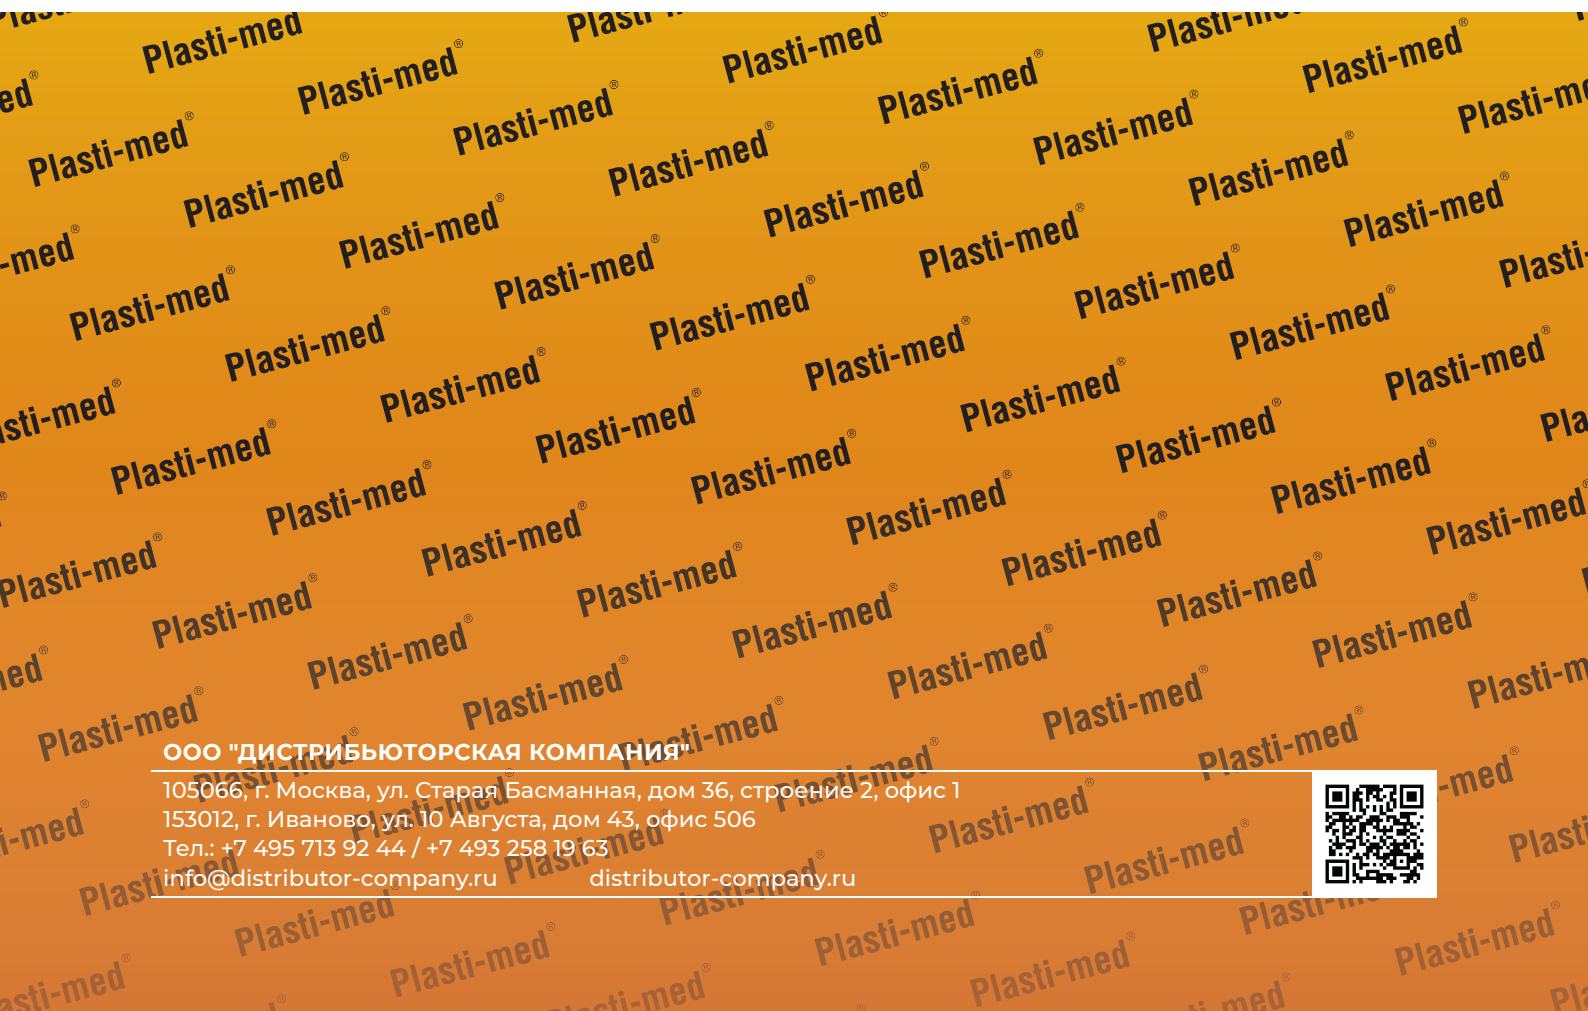 Plasti-med®
ООО "ДИСТРИБЬЮТОРСКАЯ КОМПАНИЯ"
105066, г. Москва, ул. Старая Басманная, дом 36, строение 2, офис 1
153012, г. Иваново, ул. 10 Августа, дом 43, офис 506
Тел.: +7 495 713 92 44 / +7 493 258 19 63
info@distributor-company.ru distributor-company.ru